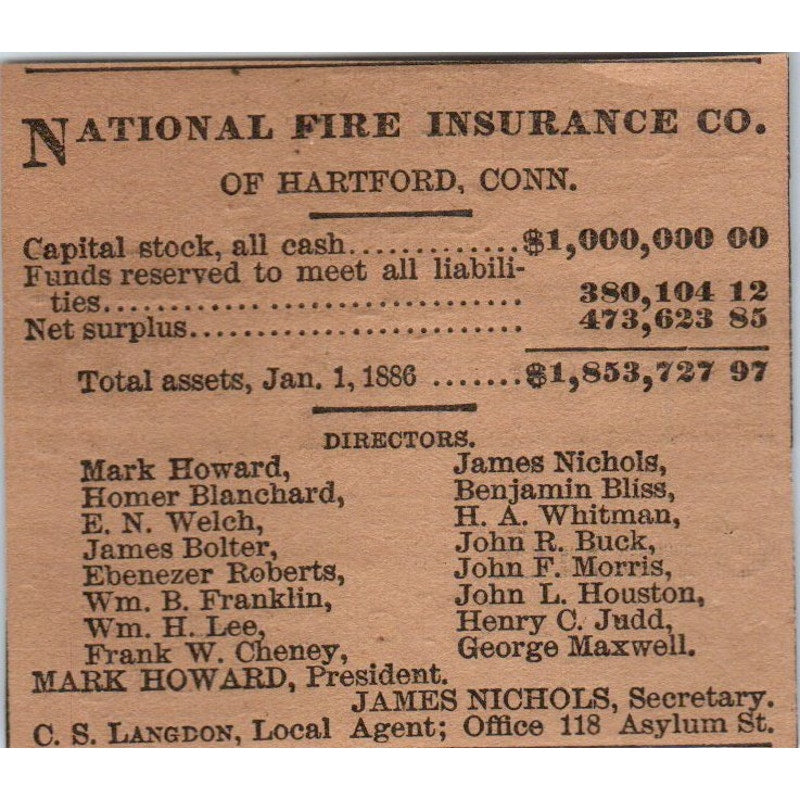 NATIONAL FIRE INSURANCE CO.
OF HARTFORD, CONN.
Capital stock, all cash..............$1,000,000 00
Funds reserved to meet all liabili-
ties................................... 380,104 12
Net surplus............................ 473,623 85
Total assets, Jan. 1, 1886 .......$1,853,727 97
DIRECTORS.
Mark Howard, James Nichols,
Homer Blanchard, Benjamin Bliss,
E. N. Welch, H. A. Whitman,
James Bolter, John R. Buck,
Ebenezer Roberts, John F. Morris,
Wm. B. Franklin, John L. Houston,
Wm. H. Lee, Henry C. Judd,
Frank W. Cheney, George Maxwell.
MARK HOWARD, President.
JAMES NICHOLS, Secretary.
C. S. LANGDON, Local Agent; Office 118 Asylum St.